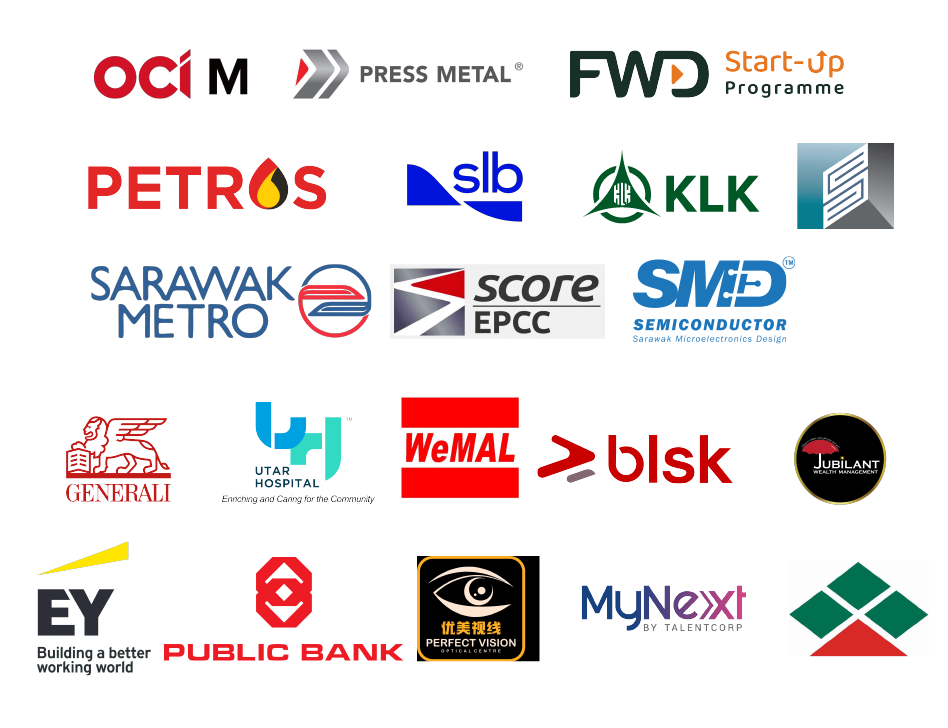 OCI M
PRESS METAL®
FWD
Start-up
Programme
PETROS
slb
KLK
SARAWAK
METRO
score
EPCC
SMD™
SEMICONDUCTOR
Sarawak Microelectronics Design
GENERALI
UTAR
HOSPITAL
Enriching and Caring for the Community
WeMAL
blsk
JUBILANT
WEALTH MANAGEMENT
EY
Building a better
working world
PUBLIC BANK
优美视线
PERFECT VISION
OPTICAL CENTRE
MyNext
BY TALENTCORP